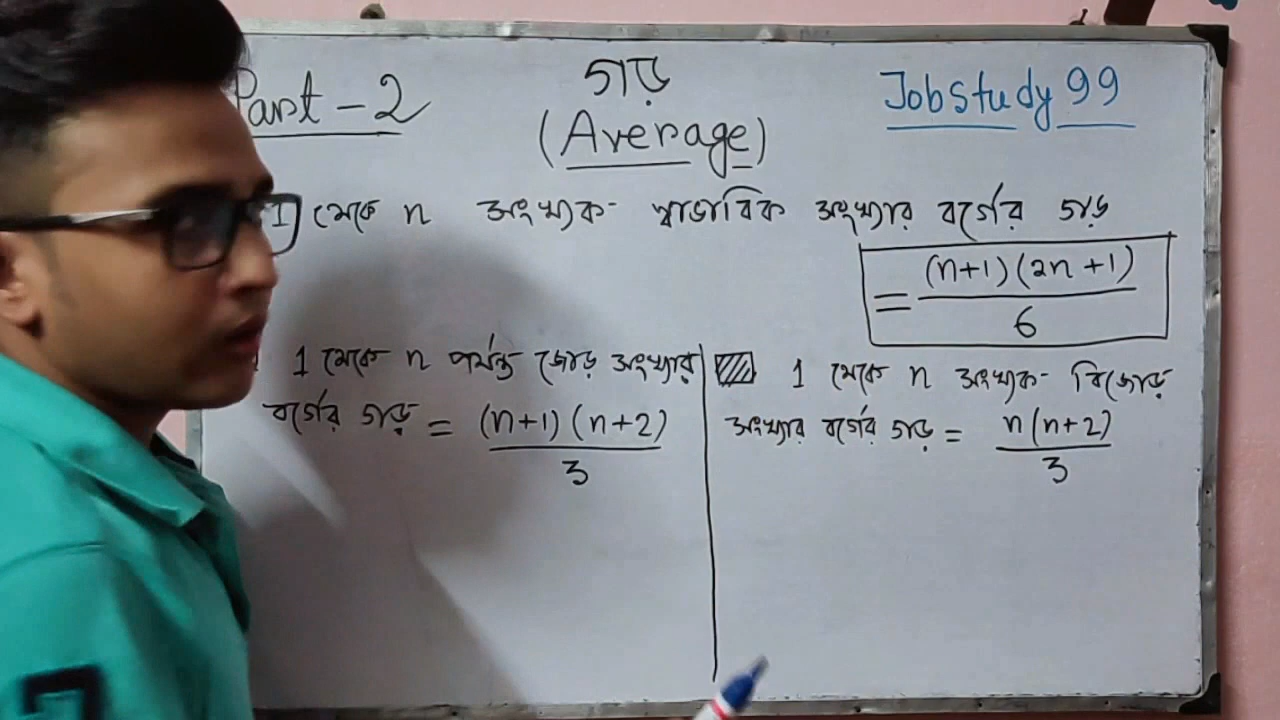 Part - 2
গড়
(Average)
Jobstudy 99
1 থেকে n সংখ্যক স্বাভাবিক সংখ্যার বর্গের গড়
= (n+1)(2n+1)
6
1 থেকে n পর্যন্ত জোড় সংখ্যার
বর্গের গড় = (n+1)(n+2)
3
1 থেকে n সংখ্যক বিজোড়
সংখ্যার বর্গের গড় = n(n+2)
3